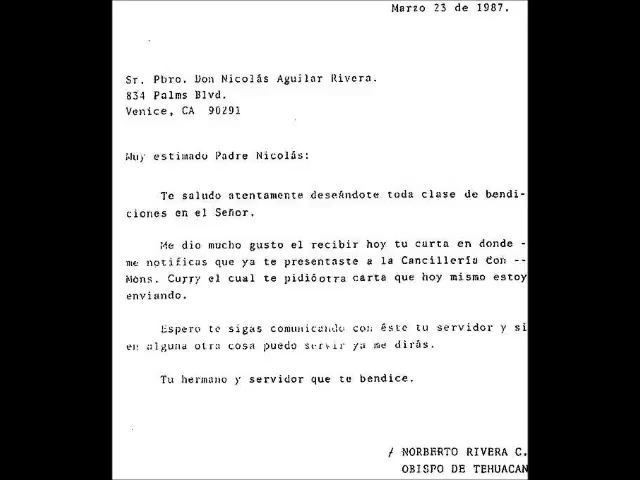 Marzo 23 de 1987.
Sr. Pbro. Don Nicolás Aguilar Rivera.
834 Palms Blvd.
Venice, CA 90291
Muy estimado Padre Nicolás:
Te saludo atentamente deseándote toda clase de bendi-
ciones en el Señor.
Me dio mucho gusto el recibir hoy tu carta en donde -
me notificas que ya te presentaste a la Cancillería con --
Mons. Curry el cual te pidió otra carta que hoy mismo estoy
enviando.
Espero te sigas comunicando con éste tu servidor y si
en alguna otra cosa puedo servir ya me dirás.
Tu hermano y servidor que te bendice.
/ NORBERTO RIVERA C.
OBISPO DE TEHUACAN